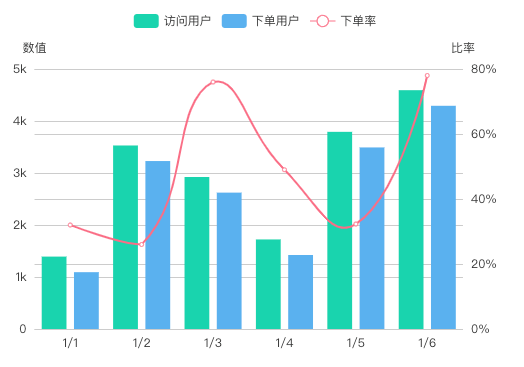 访问用户 下单用户 下单率
数值 比率
5k 80%
4k 60%
3k 40%
2k 20%
1k 0%
0
1/1 1/2 1/3 1/4 1/5 1/6